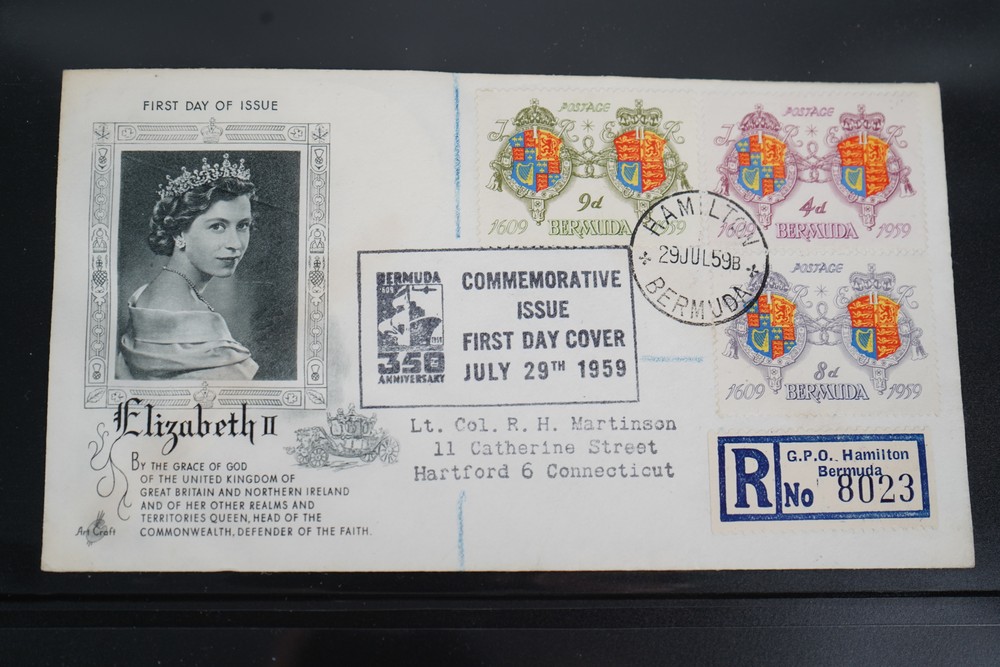 FIRST DAY OF ISSUE
Elizabeth II
BY THE GRACE OF GOD
OF THE UNITED KINGDOM OF
GREAT BRITAIN AND NORTHERN IRELAND
AND OF HER OTHER REALMS AND
TERRITORIES QUEEN, HEAD OF THE
COMMONWEALTH, DEFENDER OF THE FAITH.
Art Craft
BERMUDA
1609
1959
350
ANNIVERSARY
COMMEMORATIVE
ISSUE
FIRST DAY COVER
JULY 29TH 1959
Lt. Col. R. H. Martinson
11 Catherine Street
Hartford 6 Connecticut
POSTAGE
J R E R
9d
1609 BERMUDA 1959
POSTAGE
J R E R
4d
1609 BERMUDA 1959
POSTAGE
E R
8d
1609 BERMUDA 1959
HAMILTON
29JUL59B
BERMUDA
R
G.P.O. Hamilton
Bermuda
No 8023